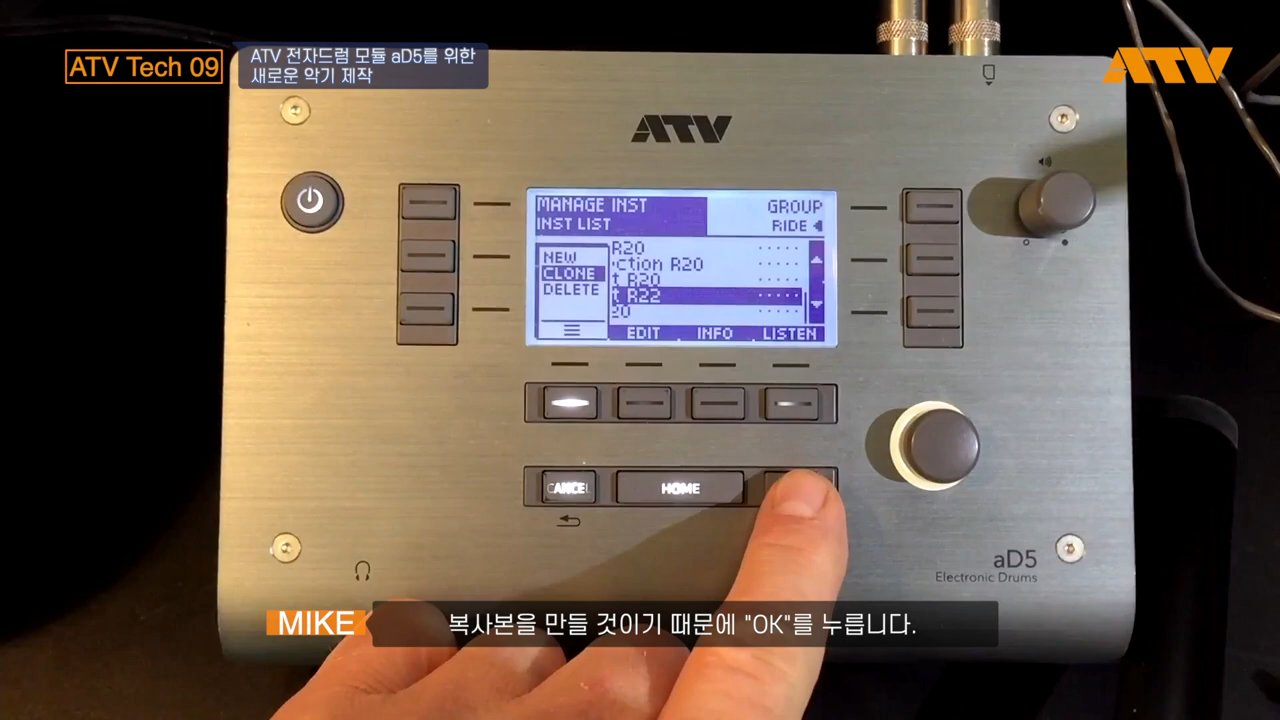 ATV Tech 09
ATV 전자드럼 모듈 aD5를 위한
새로운 악기 제작
ATV
ATV
MANAGE INST
INST LIST
GROUP
RIDE
NEW
CLONE
DELETE
R20
ction R20
t R20
t R22
20
EDIT
INFO
LISTEN
CANCEL
HOME
aD5
Electronic Drums
MIKE
복사본을 만들 것이기 때문에 "OK"를 누릅니다.